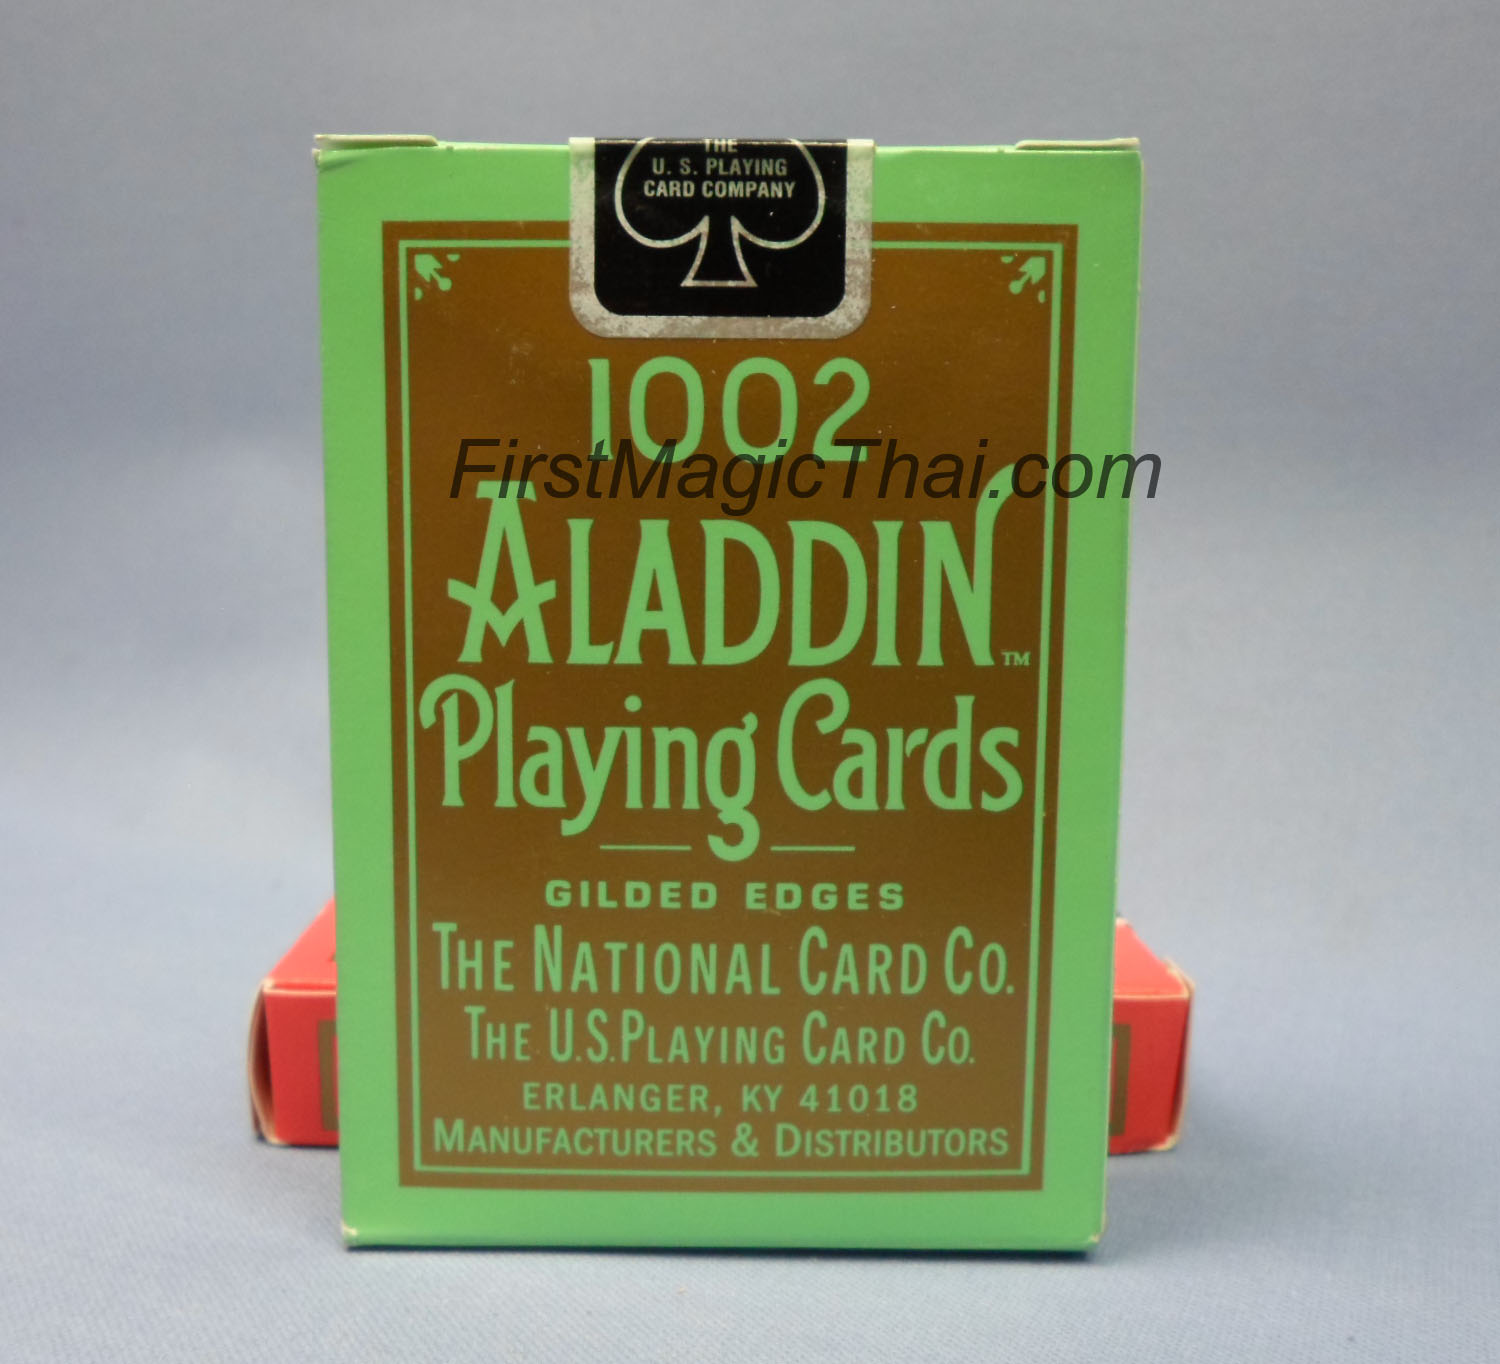 THE
U. S. PLAYING
CARD COMPANY
1002
FirstMagicThai.com
ALADDIN™
Playing Cards
GILDED EDGES
THE NATIONAL CARD CO.
THE U.S. PLAYING CARD CO.
ERLANGER, KY 41018
MANUFACTURERS & DISTRIBUTORS